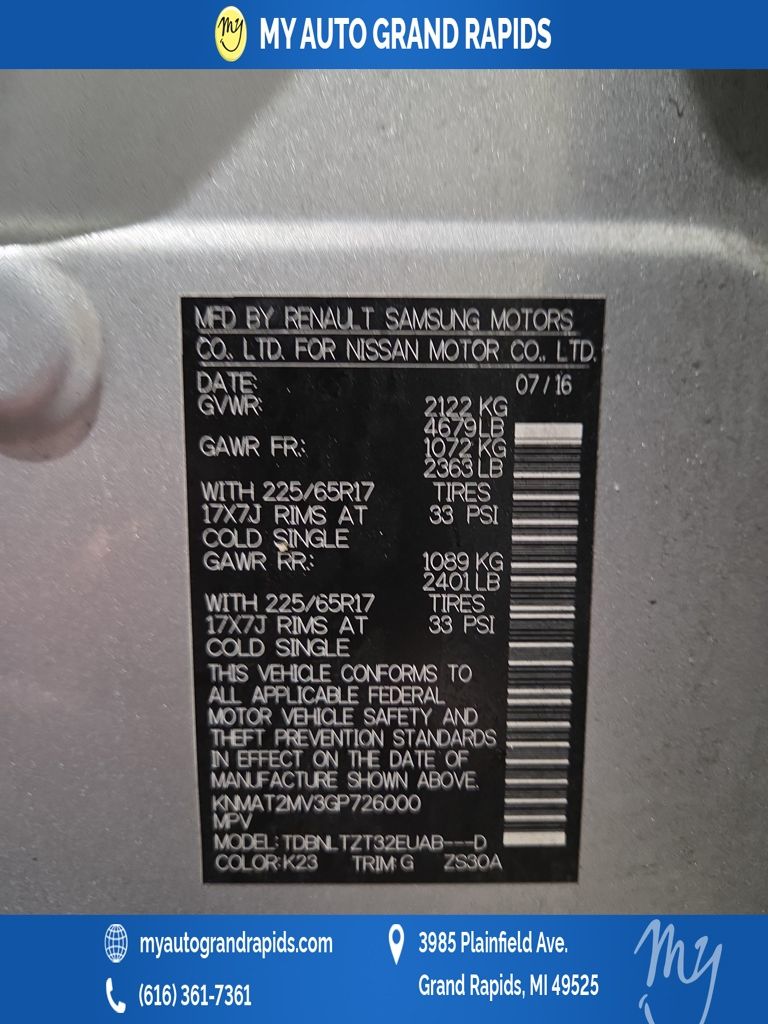 my MY AUTO GRAND RAPIDS
MFD BY RENAULT SAMSUNG MOTORS
CO., LTD. FOR NISSAN MOTOR CO., LTD.
DATE: 07/16
GVWR: 2122 KG
4679LB
GAWR FR: 1072 KG
2363 LB
WITH 225/65R17 TIRES
17X7J RIMS AT 33 PSI
COLD SINGLE
GAWR RR: 1089 KG
2401LB
WITH 225/65R17 TIRES
17X7J RIMS AT 33 PSI
COLD SINGLE
THIS VEHICLE CONFORMS TO
ALL APPLICABLE FEDERAL
MOTOR VEHICLE SAFETY AND
THEFT PREVENTION STANDARDS
IN EFFECT ON THE DATE OF
MANUFACTURE SHOWN ABOVE.
KNMAT2MV3GP726000
MPV
MODEL: TDBNLTZT32EUAB---D
COLOR:K23 TRIM:G ZS30A
myautograndrapids.com
(616) 361-7361
3985 Plainfield Ave.
Grand Rapids, MI 49525
my